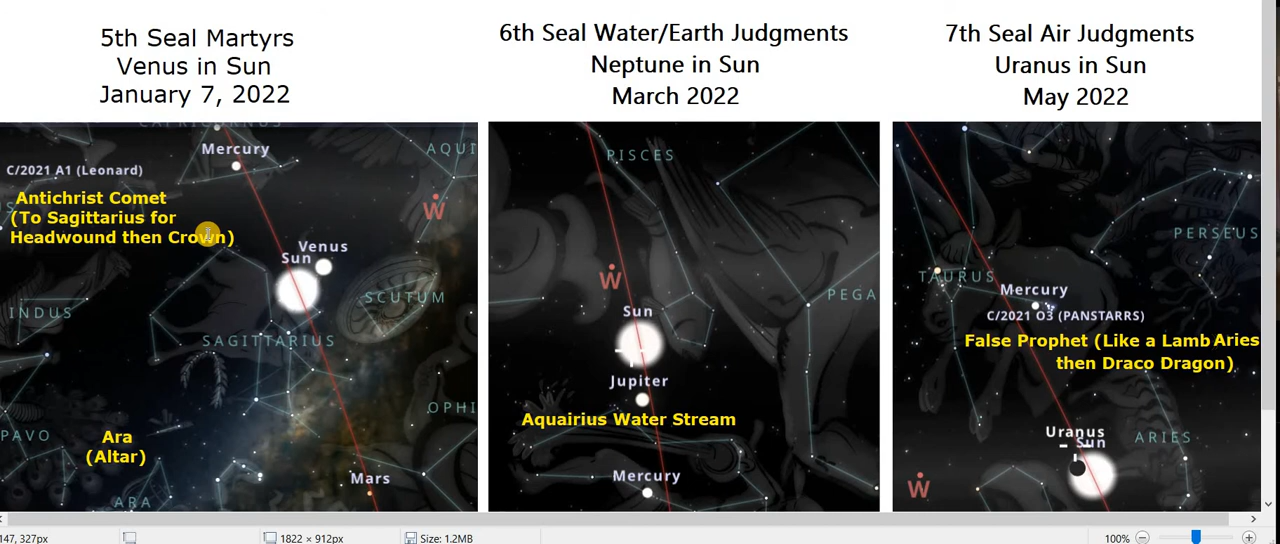 5th Seal Martyrs
Venus in Sun
January 7, 2022
6th Seal Water/Earth Judgments
Neptune in Sun
March 2022
7th Seal Air Judgments
Uranus in Sun
May 2022
CAPRICORNUS
Mercury
AQUI
C/2021 A1 (Leonard)
Antichrist Comet
(To Sagittarius for
Headwound then Crown)
W
Venus
Sun
SCUTUM
INDUS
SAGITTARIUS
OPHI
PAVO
Ara
(Altar)
Mars
ARA
PISCES
W
PEGA
Sun
Jupiter
Aquairius Water Stream
Mercury
PERSEUS
TAURUS
Mercury
C/2021 O3 (PANSTARRS)
False Prophet (Like a Lamb Aries
then Draco Dragon)
Uranus
Sun
ARIES
W
147, 327px
1822 × 912px
Size: 1.2MB
100%